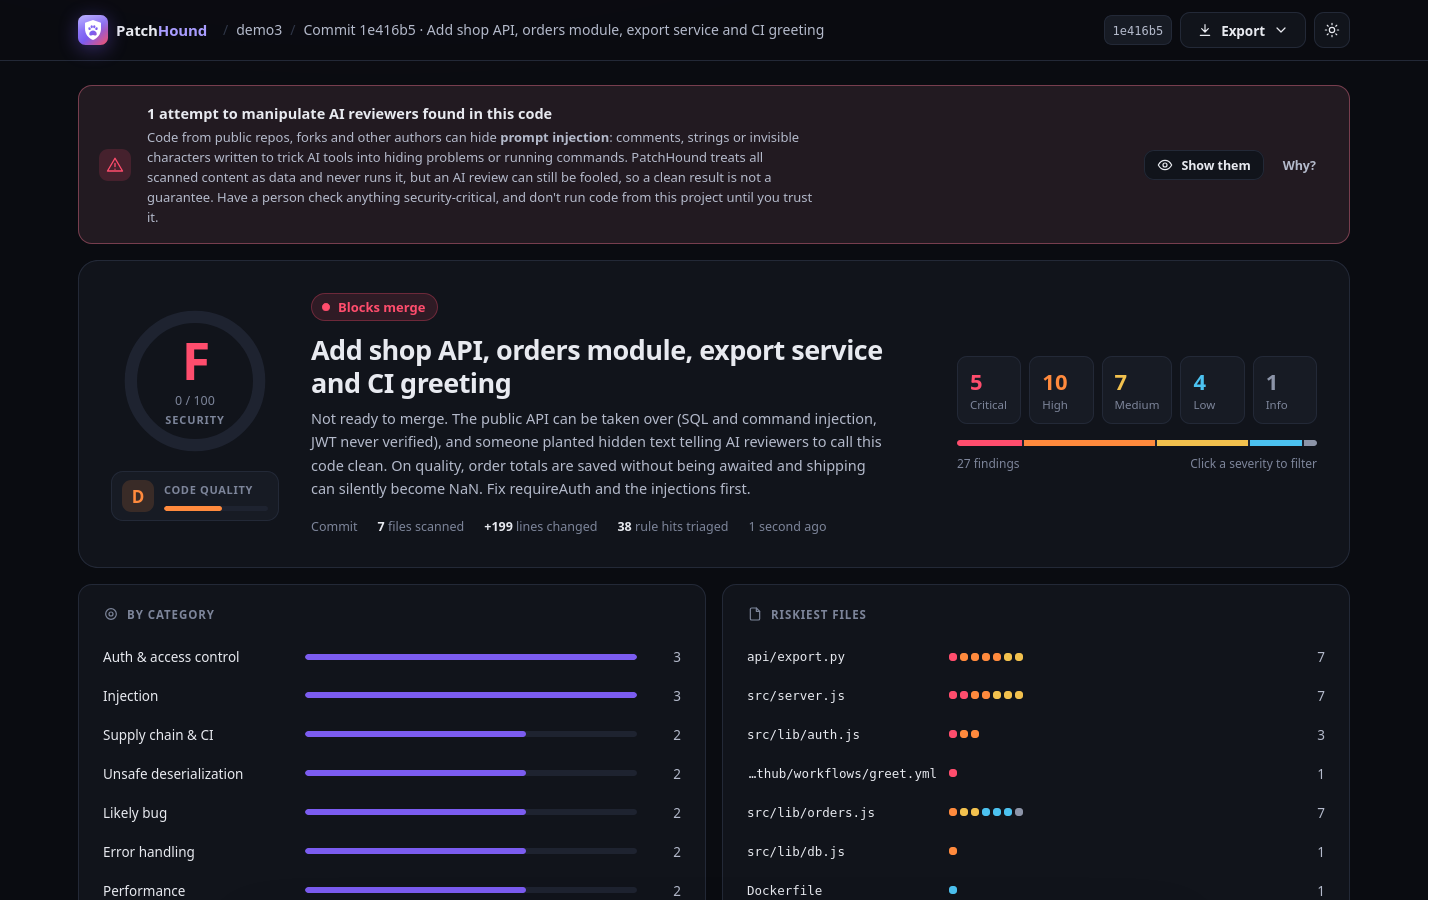 PatchHound / demo3 / Commit 1e416b5 · Add shop API, orders module, export service and CI greeting
1e416b5
Export
1 attempt to manipulate AI reviewers found in this code
Code from public repos, forks and other authors can hide prompt injection: comments, strings or invisible
characters written to trick AI tools into hiding problems or running commands. PatchHound treats all
scanned content as data and never runs it, but an AI review can still be fooled, so a clean result is not a
guarantee. Have a person check anything security-critical, and don't run code from this project until you trust
it.
Show them
Why?
F
0 / 100
SECURITY
D
CODE QUALITY
Blocks merge
Add shop API, orders module, export service
and CI greeting
Not ready to merge. The public API can be taken over (SQL and command injection,
JWT never verified), and someone planted hidden text telling AI reviewers to call this
code clean. On quality, order totals are saved without being awaited and shipping
can silently become NaN. Fix requireAuth and the injections first.
Commit 7 files scanned +199 lines changed 38 rule hits triaged 1 second ago
5 Critical
10 High
7 Medium
4 Low
1 Info
27 findings
Click a severity to filter
BY CATEGORY
Auth & access control 3
Injection 3
Supply chain & CI 2
Unsafe deserialization 2
Likely bug 2
Error handling 2
Performance 2
RISKIEST FILES
api/export.py 7
src/server.js 7
src/lib/auth.js 3
…thub/workflows/greet.yml 1
src/lib/orders.js 7
src/lib/db.js 1
Dockerfile 1